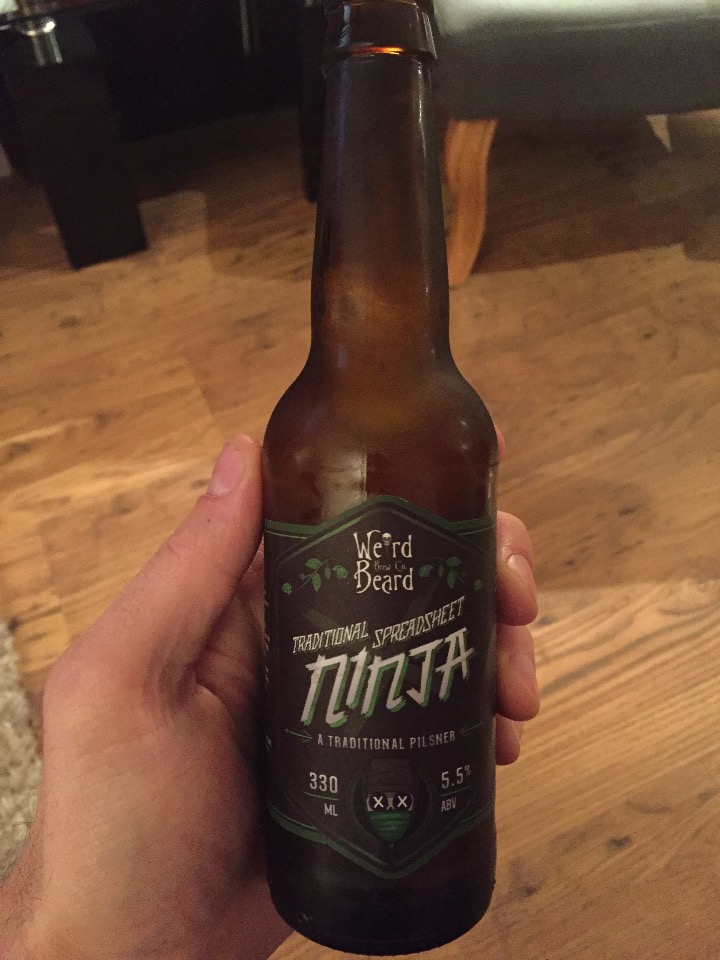 Weird
Brew Co.
Beard
TRADITIONAL SPREADSHEET
NINJA
A TRADITIONAL PILSNER
330
ML
5.5%
ABV